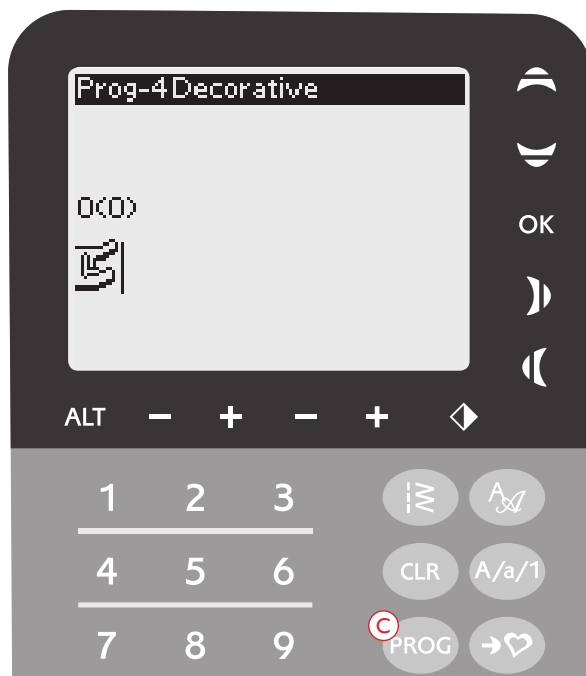 Prog-4 Decorative
0(0)
OK
ALT - + - +
1 2 3
A
4 5 6 CLR A/a/1
C
7 8 9 PROG